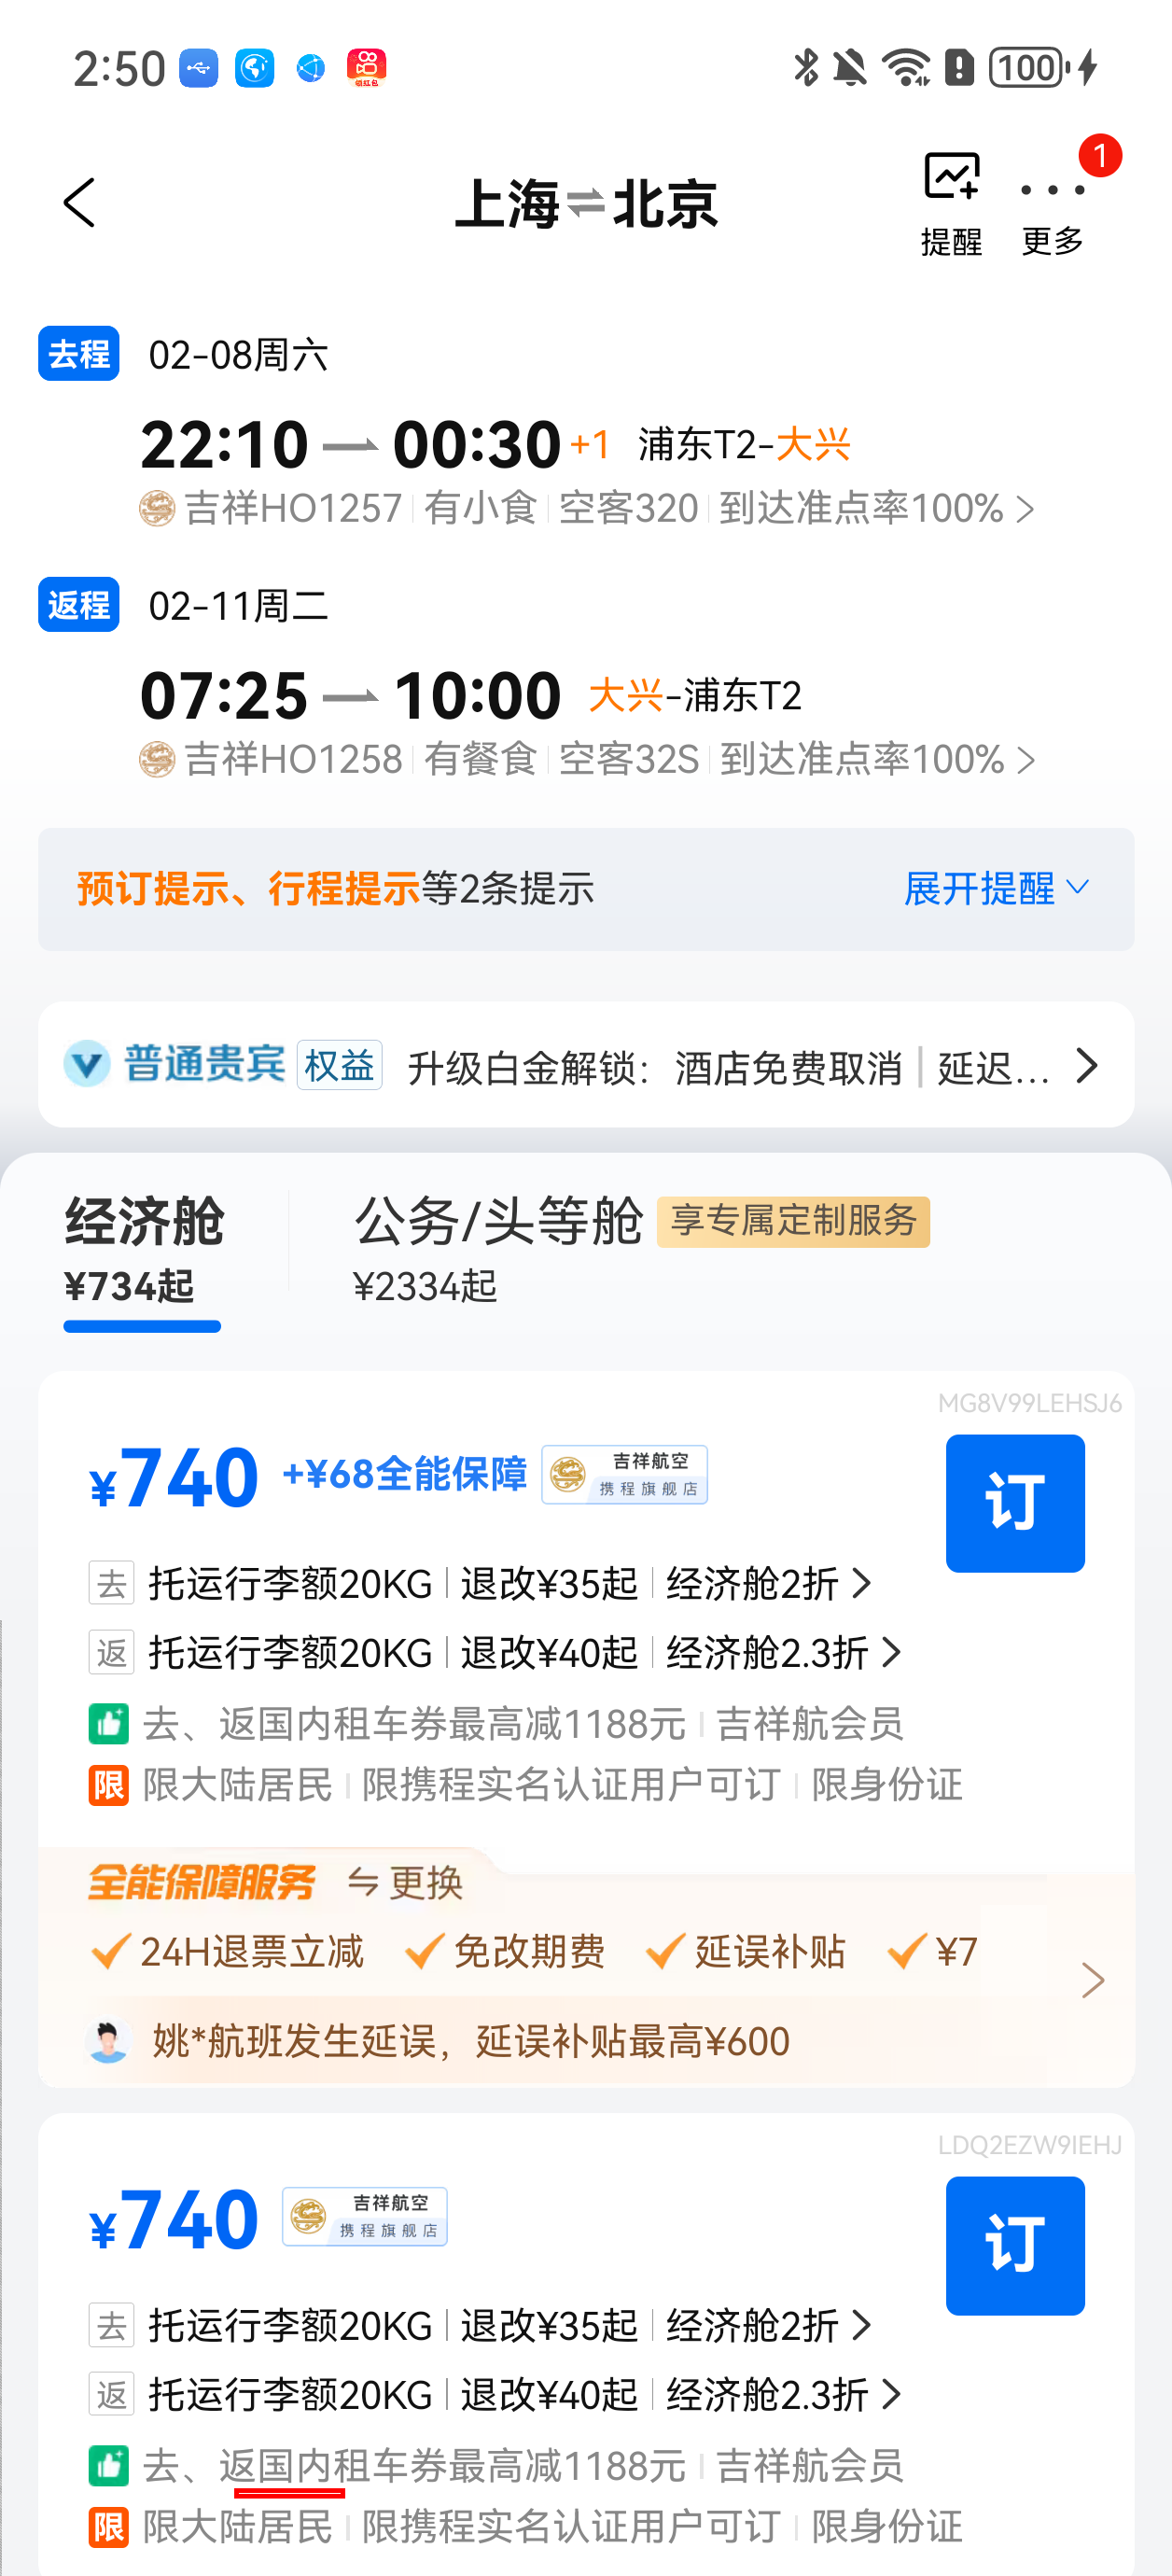 2:50
领红包
100
上海⇌北京
提醒
更多
1
去程 02-08周六
22:10 00:30 +1 浦东T2-大兴
吉祥HO1257 有小食 空客320 到达准点率100%
返程 02-11周二
07:25 10:00 大兴-浦东T2
吉祥HO1258 有餐食 空客32S 到达准点率100%
预订提示、行程提示等2条提示 展开提醒
普通贵宾 权益 升级白金解锁：酒店免费取消 | 延迟...
经济舱 公务/头等舱 享专属定制服务
¥734起 ¥2334起
MG8V99LEHSJ6
¥740 +¥68全能保障 吉祥航空 携程旗舰店
订
去 托运行李额20KG 退改¥35起 经济舱2折
返 托运行李额20KG 退改¥40起 经济舱2.3折
去、返国内租车券最高减1188元 吉祥航会员
限 限大陆居民 限携程实名认证用户可订 限身份证
全能保障服务 更换
24H退票立减 免改期费 延误补贴 ¥7
姚*航班发生延误，延误补贴最高¥600
LDQ2EZW9IEHJ
¥740 吉祥航空 携程旗舰店
订
去 托运行李额20KG 退改¥35起 经济舱2折
返 托运行李额20KG 退改¥40起 经济舱2.3折
去、返国内租车券最高减1188元 吉祥航会员
限 限大陆居民 限携程实名认证用户可订 限身份证